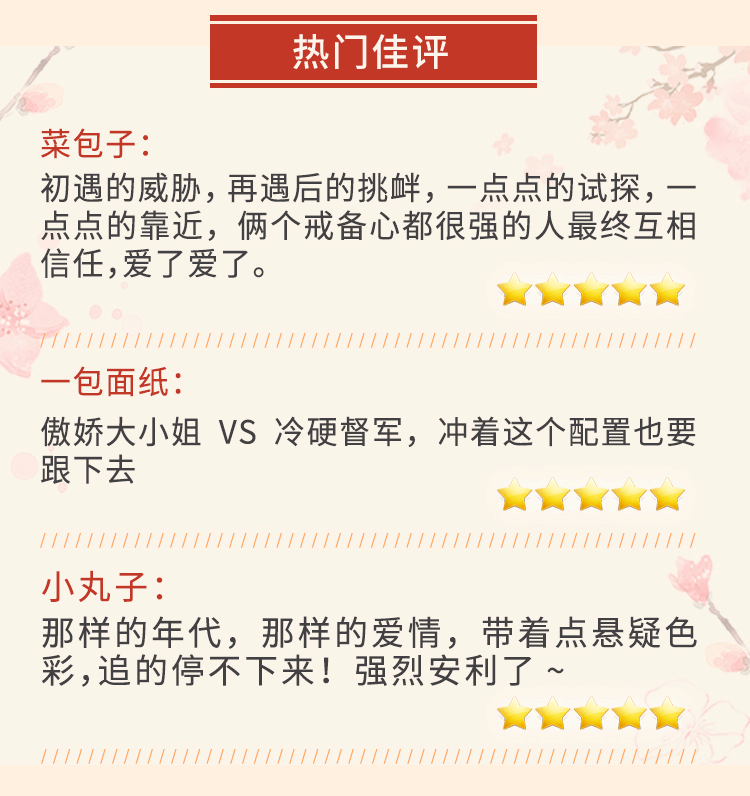 热门佳评
菜包子：
初遇的威胁，再遇后的挑衅，一点点的试探，一
点点的靠近，俩个戒备心都很强的人最终互相
信任，爱了爱了。
一包面纸：
傲娇大小姐 VS 冷硬督军，冲着这个配置也要
跟下去
小丸子：
那样的年代，那样的爱情，带着点悬疑色
彩，追的停不下来！强烈安利了 ~